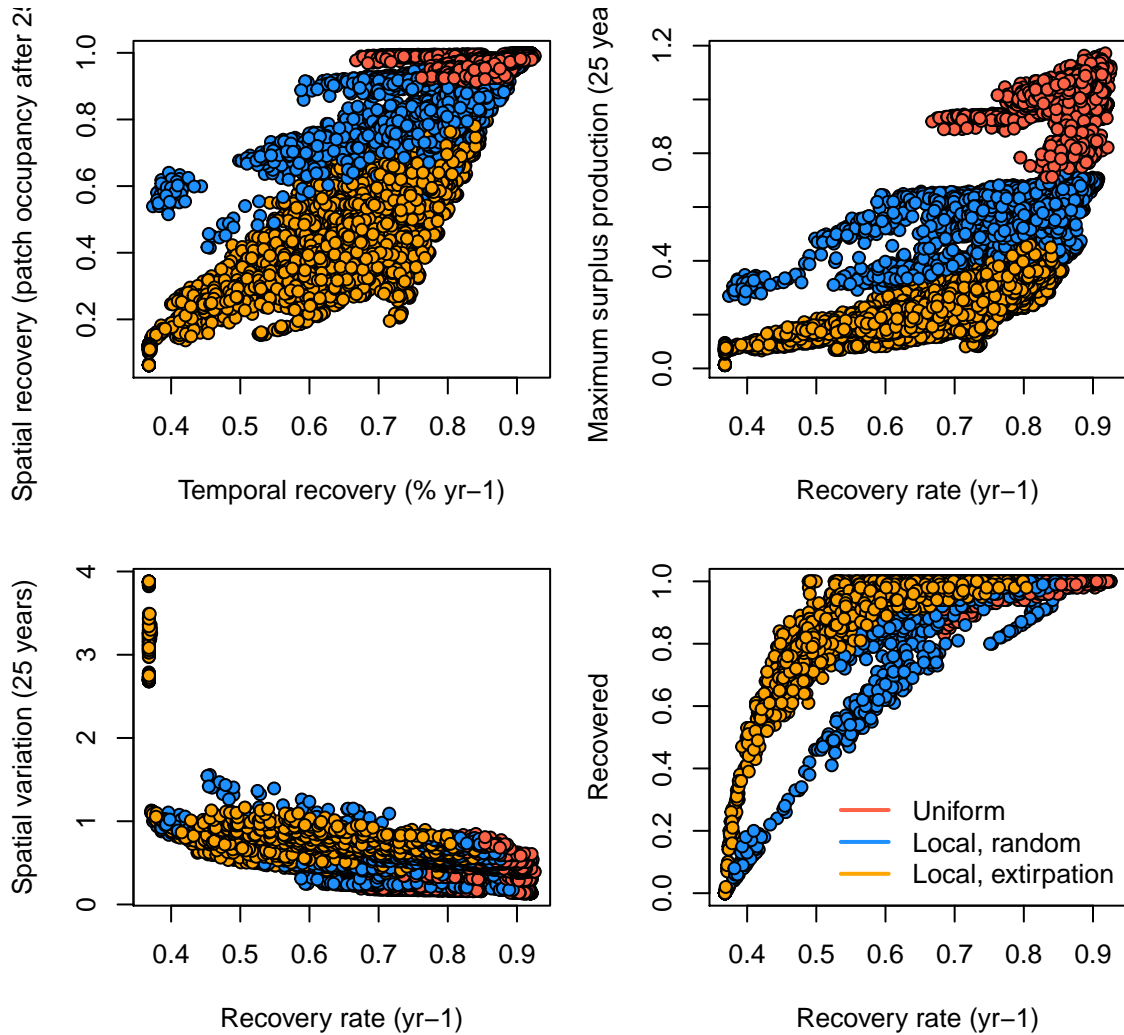 Spatial recovery (patch occupancy after 25
1.0
0.8
0.6
0.4
0.2
0.4 0.5 0.6 0.7 0.8 0.9
Temporal recovery (% yr−1)
Maximum surplus production (25 yea
1.2
0.8
0.4
0.0
0.4 0.5 0.6 0.7 0.8 0.9
Recovery rate (yr−1)
Spatial variation (25 years)
4
3
2
1
0
0.4 0.5 0.6 0.7 0.8 0.9
Recovery rate (yr−1)
Recovered
1.0
0.8
0.6
0.4
0.2
0.0
Uniform
Local, random
Local, extirpation
0.4 0.5 0.6 0.7 0.8 0.9
Recovery rate (yr−1)